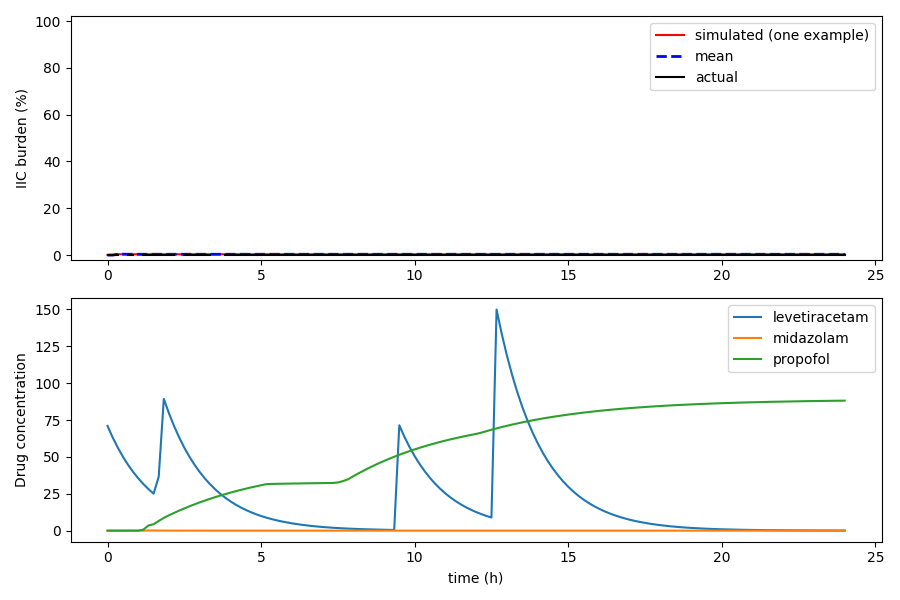 100
80
60
40
20
0
IIC burden (%)
simulated (one example)
mean
actual
0 5 10 15 20 25
150
125
100
75
50
25
0
Drug concentration
levetiracetam
midazolam
propofol
0 5 10 15 20 25
time (h)